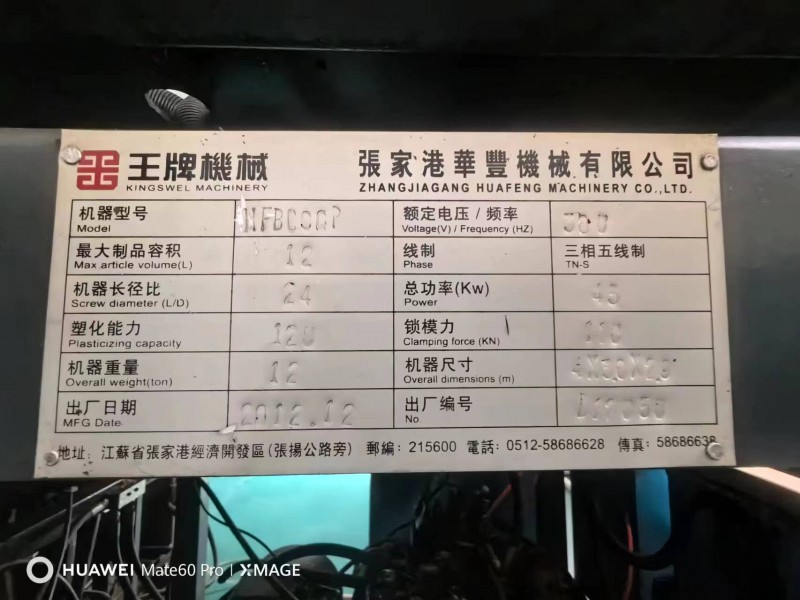 王牌機械
KINGSWEL MACHINERY
張家港華豐機械有限公司
ZHANGJIAGANG HUAFENG MACHINERY CO.,LTD.
机器型号
Model
额定电压 / 频率
Voltage(V) / Frequency (HZ)
380
最大制品容积
Max.article volume(L)
12
线制
Phase
三相五线制
TN-S
机器长径比
Screw diameter (L/D)
24
总功率(Kw)
Power
塑化能力
Plasticizing capacity
120
锁模力
Clamping force (KN)
110
机器重量
Overall weight(ton)
12
机器尺寸
Overall dimensions (m)
出厂日期
MFG Date
2012.12
出厂编号
No.
地址: 江蘇省張家港經濟開發區(張揚公路旁) 郵編: 215600 電話: 0512-58686628 傳真: 58686638
HUAWEI Mate60 Pro | XMAGE